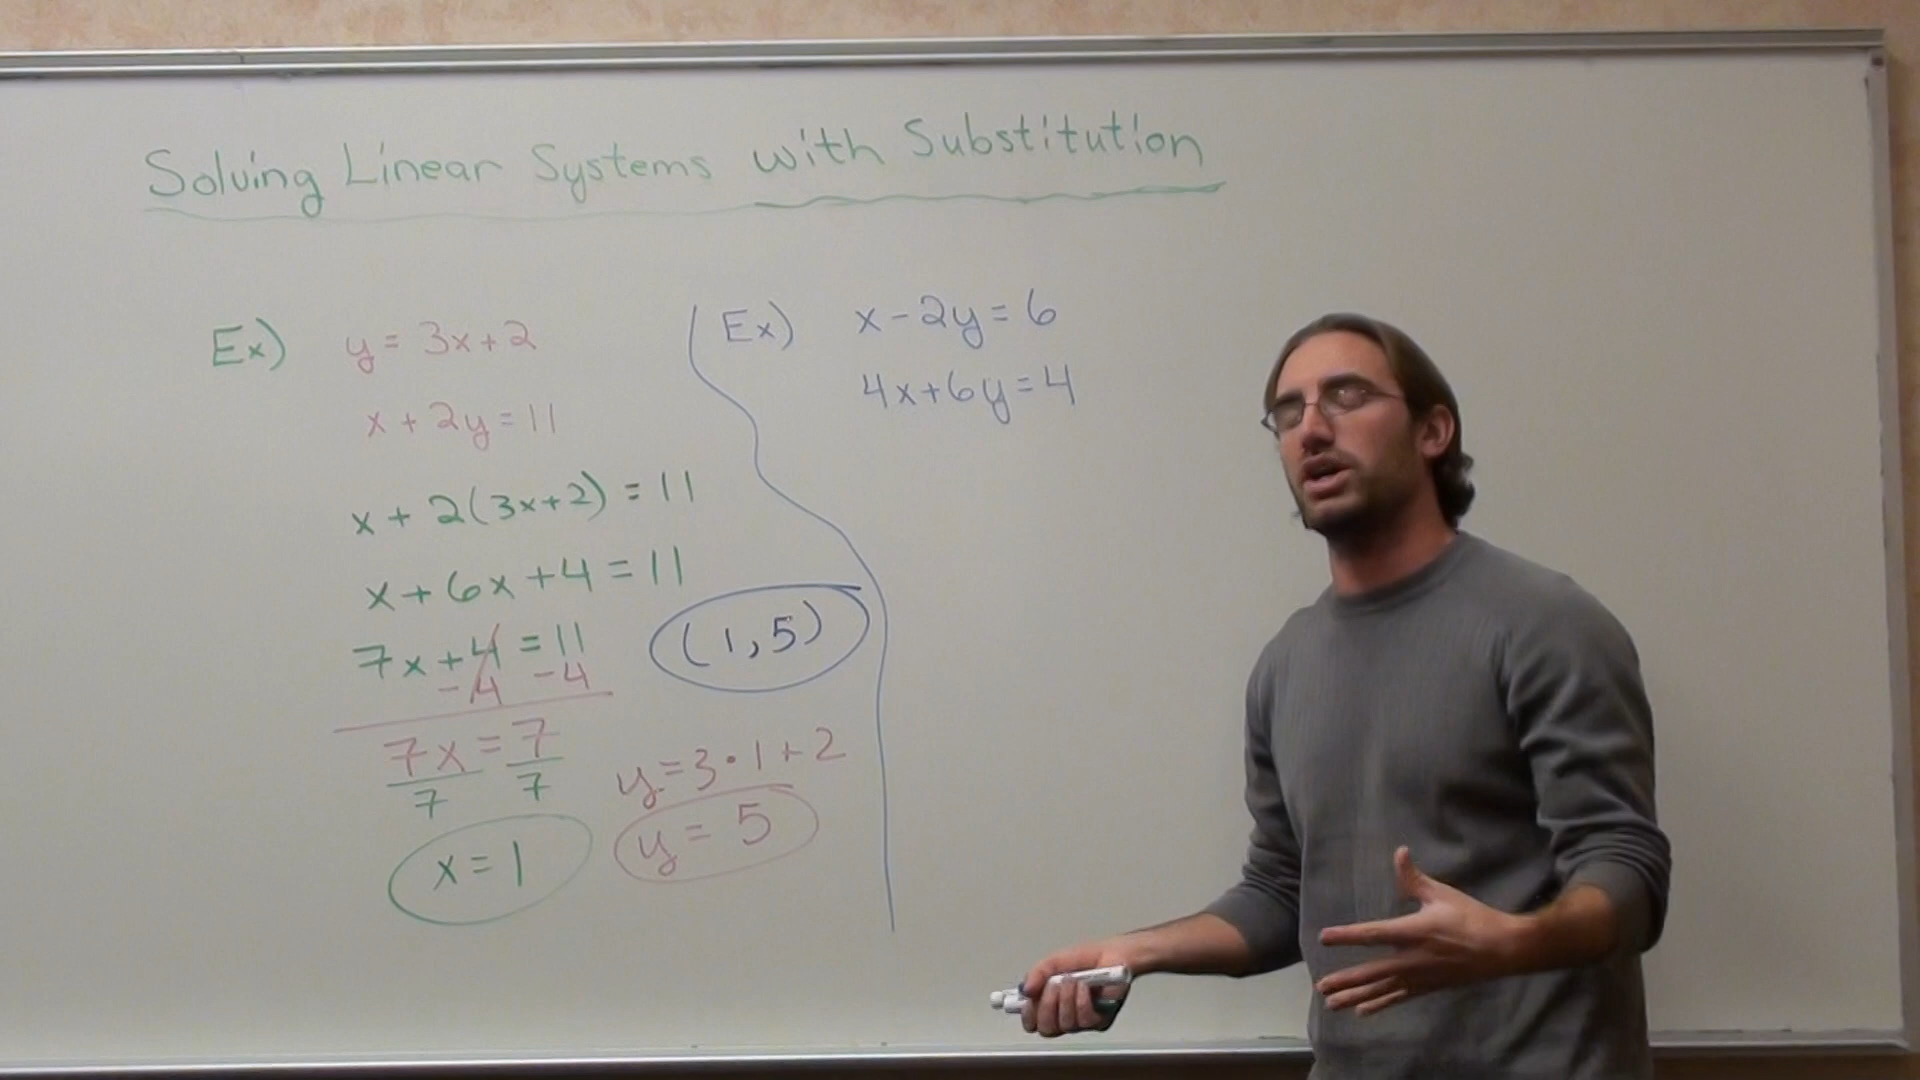 Solving Linear Systems with Substitution
Ex) y = 3x+2
x + 2y = 11
x + 2(3x+2) = 11
x + 6x + 4 = 11
7x + 4 = 11
-4 -4
7x = 7
7 7
x = 1
(1,5)
y = 3·1+2
y = 5
Ex) x - 2y = 6
4x+6y = 4